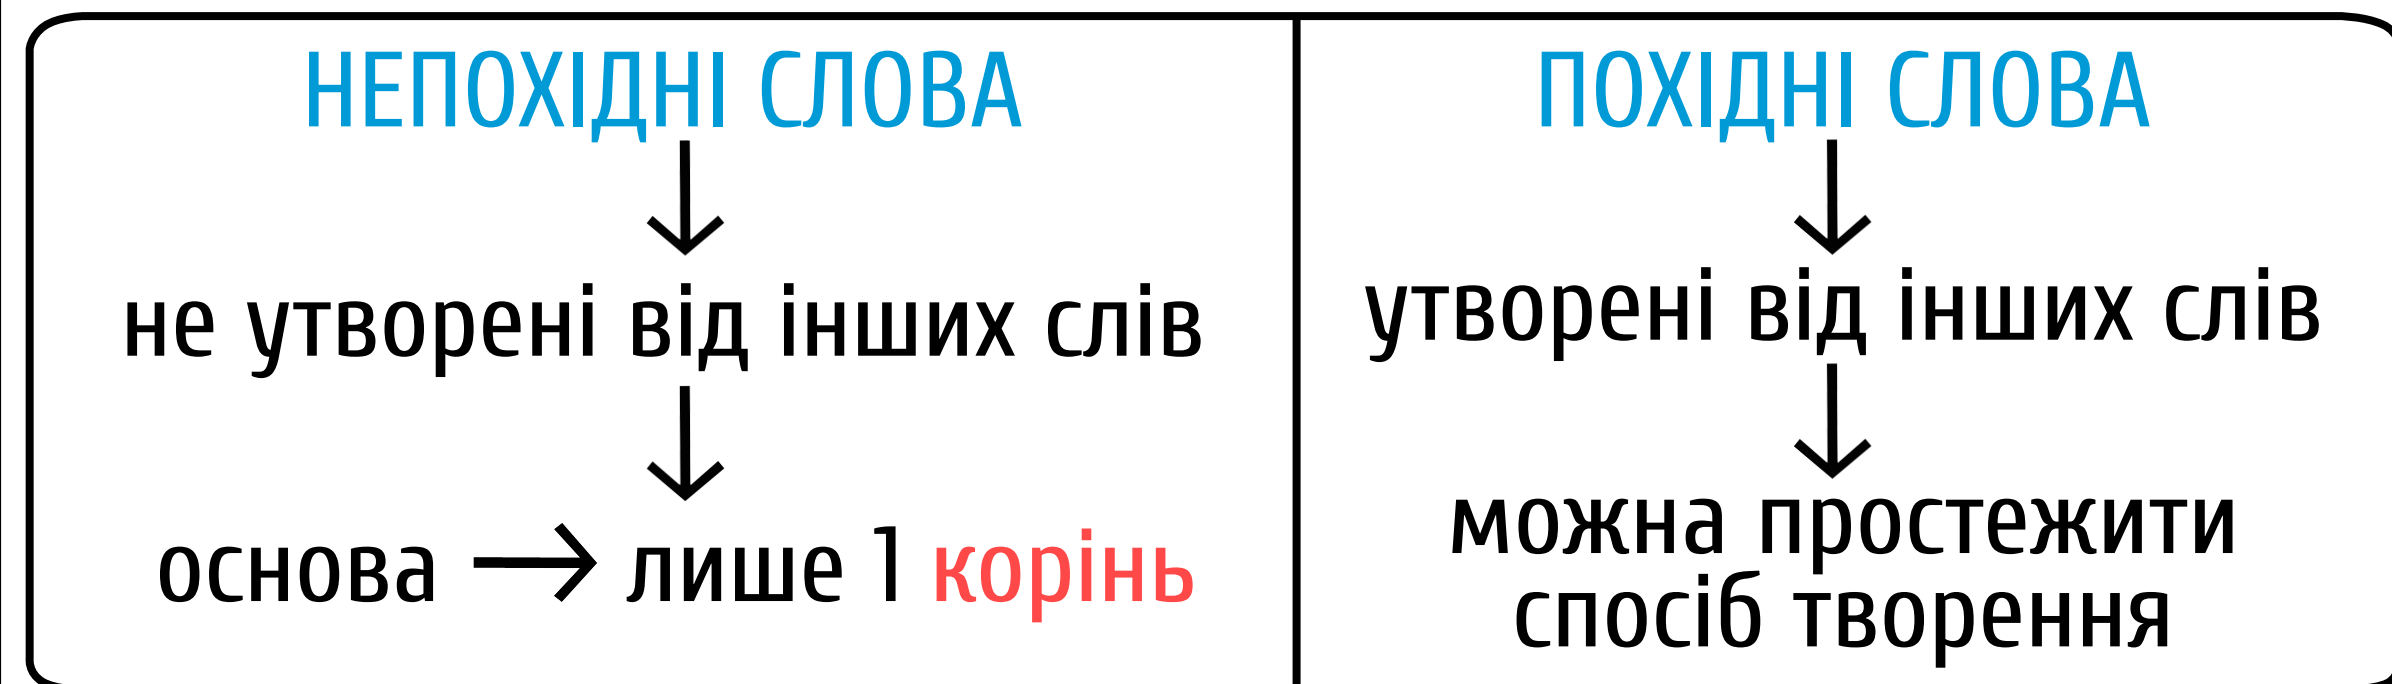 НЕПОХІДНІ СЛОВА
не утворені від інших слів
основа → лише 1 корінь
ПОХІДНІ СЛОВА
утворені від інших слів
можна простежити
спосіб творення